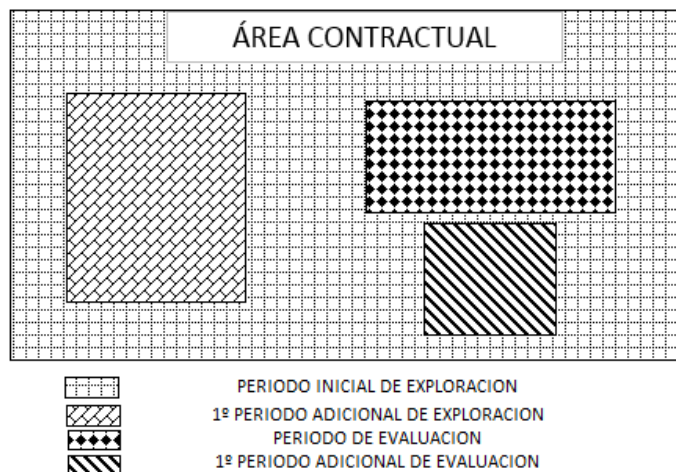 ÁREA CONTRACTUAL
PERIODO INICIAL DE EXPLORACION
1º PERIODO ADICIONAL DE EXPLORACION
PERIODO DE EVALUACION
1º PERIODO ADICIONAL DE EVALUACION